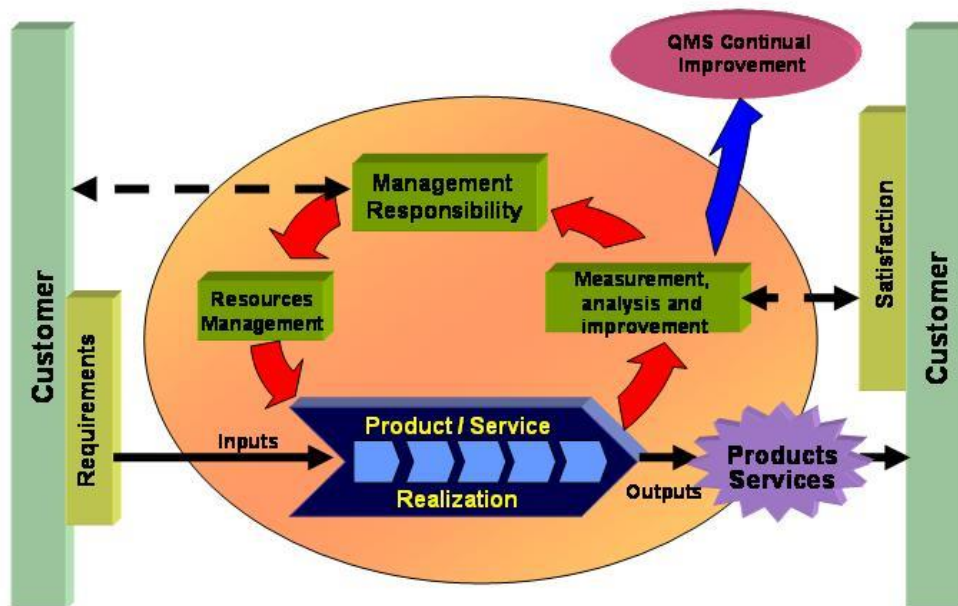 QMS Continual
Improvement
Management
Responsibility
Customer
Requirements
Resources
Management
Measurement,
analysis and
improvement
Satisfaction
Customer
Inputs
Product / Service
Realization
Outputs
Products
Services